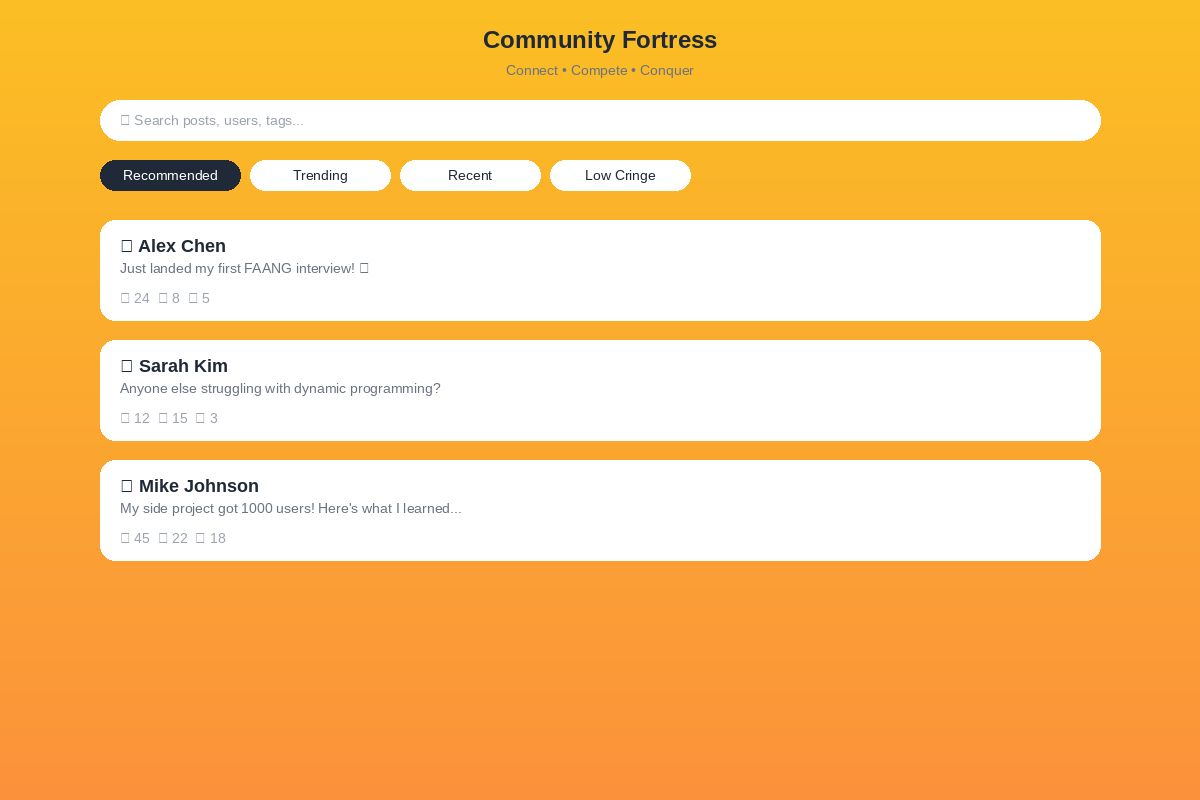 Community Fortress
Connect • Compete • Conquer
Search posts, users, tags...
Recommended
Trending
Recent
Low Cringe
Alex Chen
Just landed my first FAANG interview!
24 8 5
Sarah Kim
Anyone else struggling with dynamic programming?
12 15 3
Mike Johnson
My side project got 1000 users! Here's what I learned...
45 22 18